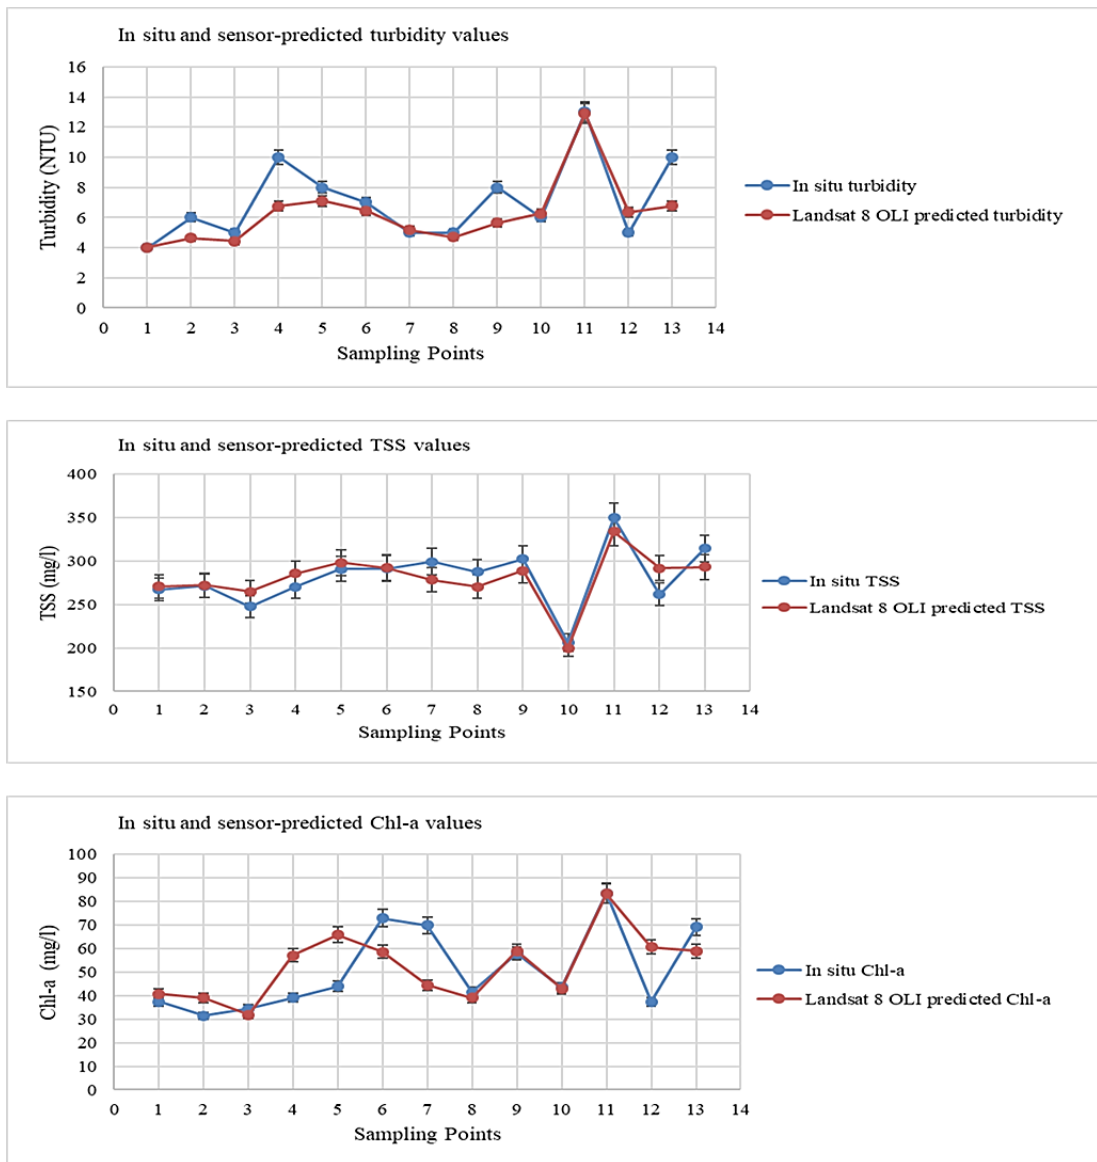 In situ and sensor-predicted turbidity values
Turbidity (NTU)
16
14
12
10
8
6
4
2
0
0 1 2 3 4 5 6 7 8 9 10 11 12 13 14
Sampling Points
In situ turbidity
Landsat 8 OLI predicted turbidity
In situ and sensor-predicted TSS values
TSS (mg/l)
400
350
300
250
200
150
0 1 2 3 4 5 6 7 8 9 10 11 12 13 14
Sampling Points
In situ TSS
Landsat 8 OLI predicted TSS
In situ and sensor-predicted Chl-a values
Chl-a (mg/l)
100
90
80
70
60
50
40
30
20
10
0
0 1 2 3 4 5 6 7 8 9 10 11 12 13 14
Sampling Points
In situ Chl-a
Landsat 8 OLI predicted Chl-a